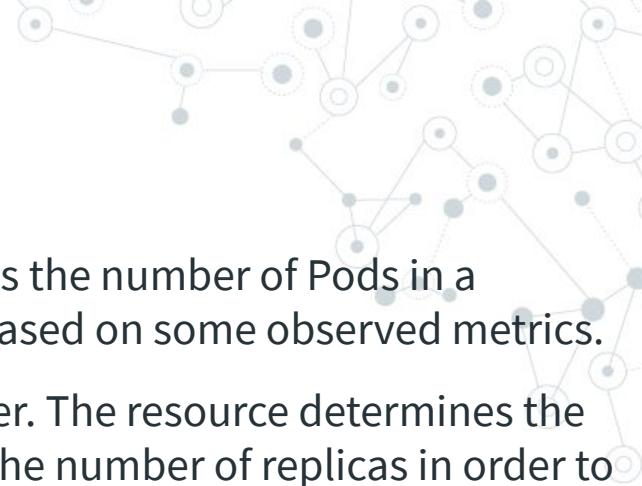 s the number of Pods in a
ased on some observed metrics.
er. The resource determines the
he number of replicas in order to